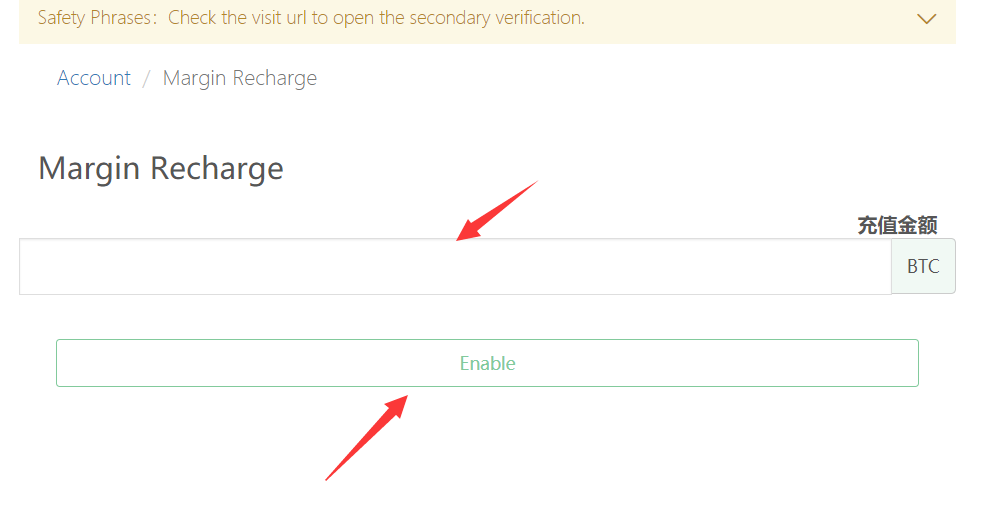 Safety Phrases：Check the visit url to open the secondary verification.
Account / Margin Recharge
Margin Recharge
充值金额
BTC
Enable